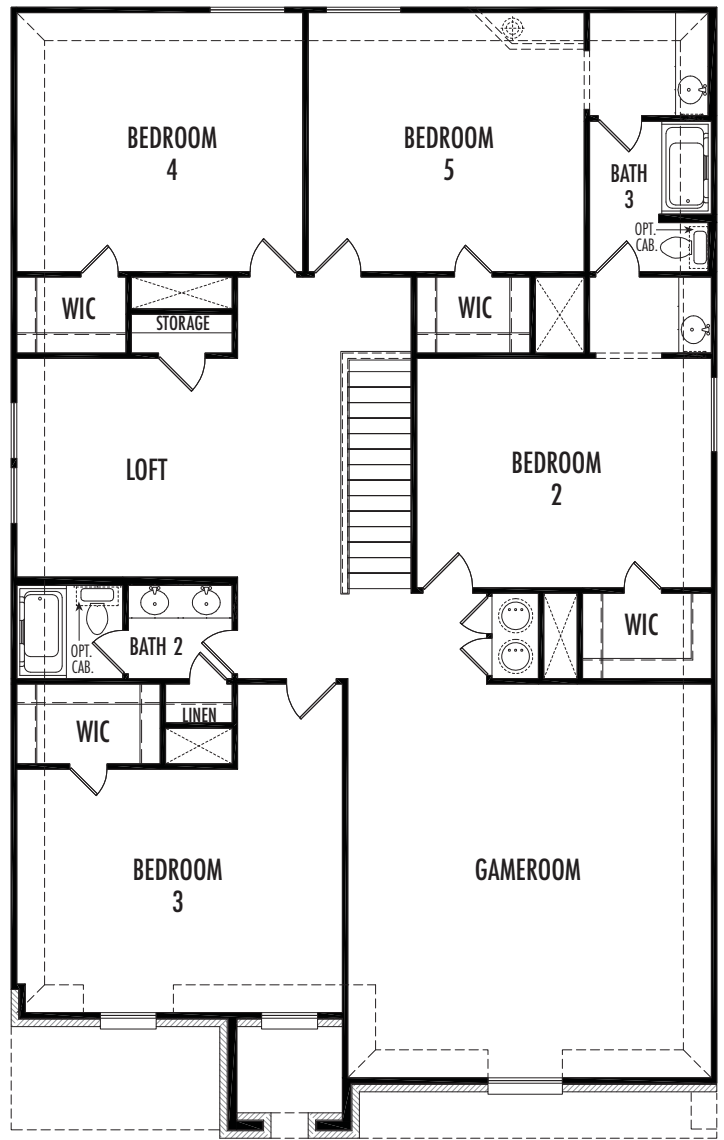 BEDROOM
4
BEDROOM
5
BATH
3
OPT.
CAB.
WIC
STORAGE
WIC
LOFT
BEDROOM
2
OPT.
CAB.
BATH 2
WIC
LINEN
WIC
BEDROOM
3
GAMEROOM